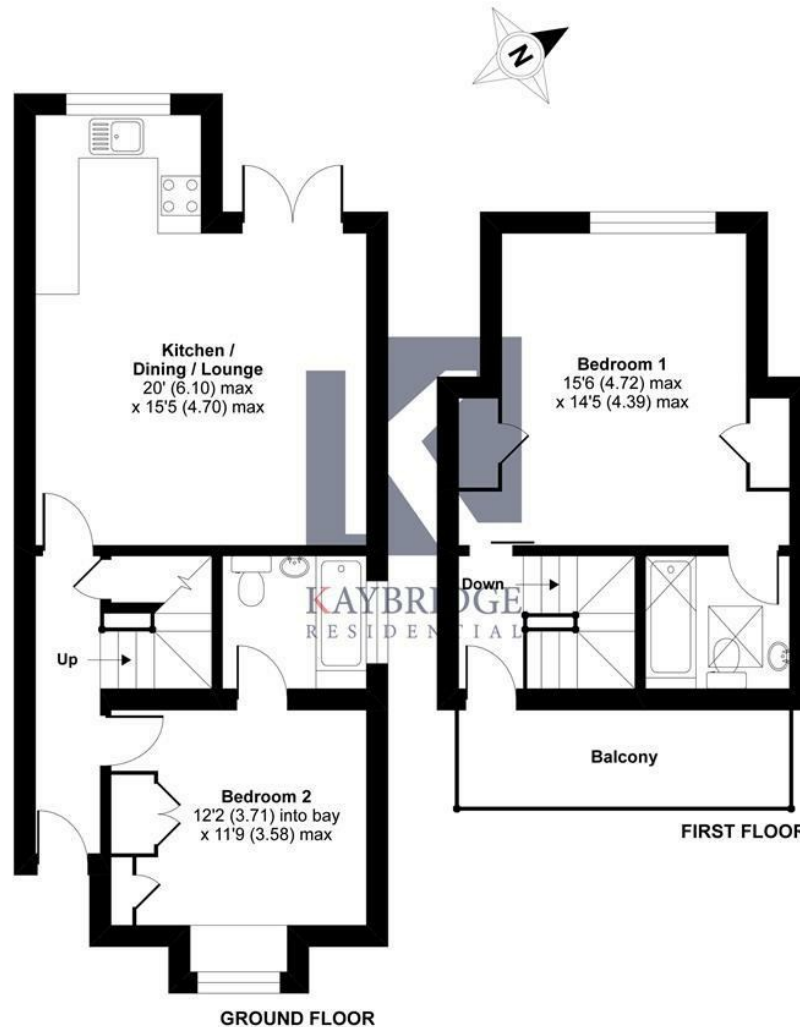 N
Kitchen /
Dining / Lounge
20' (6.10) max
x 15'5 (4.70) max
Bedroom 1
15'6 (4.72) max
x 14'5 (4.39) max
Down
KAYBRIDGE
RESIDENTIAL
Up
Bedroom 2
12'2 (3.71) into bay
x 11'9 (3.58) max
Balcony
FIRST FLOOR
GROUND FLOOR